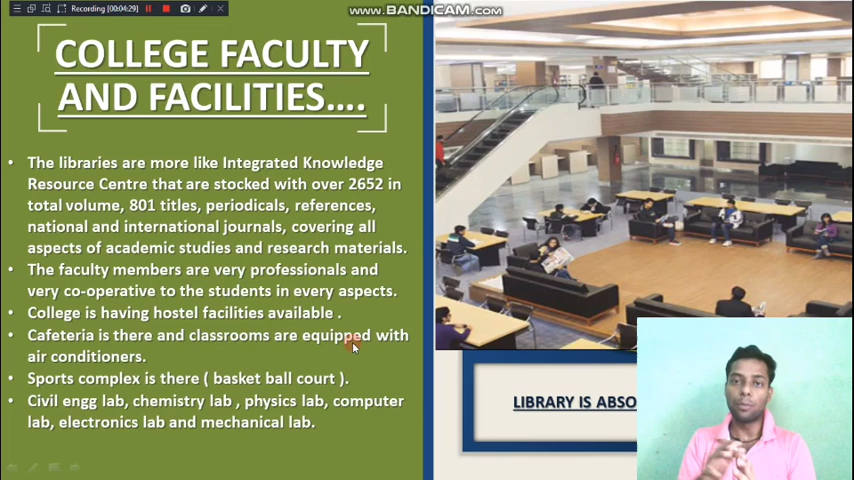 Recording [00:04:29]
www.BANDICAM.com
COLLEGE FACULTY
AND FACILITIES....
• The libraries are more like Integrated Knowledge
Resource Centre that are stocked with over 2652 in
total volume, 801 titles, periodicals, references,
national and international journals, covering all
aspects of academic studies and research materials.
• The faculty members are very professionals and
very co-operative to the students in every aspects.
• College is having hostel facilities available .
• Cafeteria is there and classrooms are equipped with
air conditioners.
• Sports complex is there ( basket ball court ).
• Civil engg lab, chemistry lab , physics lab, computer
lab, electronics lab and mechanical lab.
LIBRARY IS ABSO